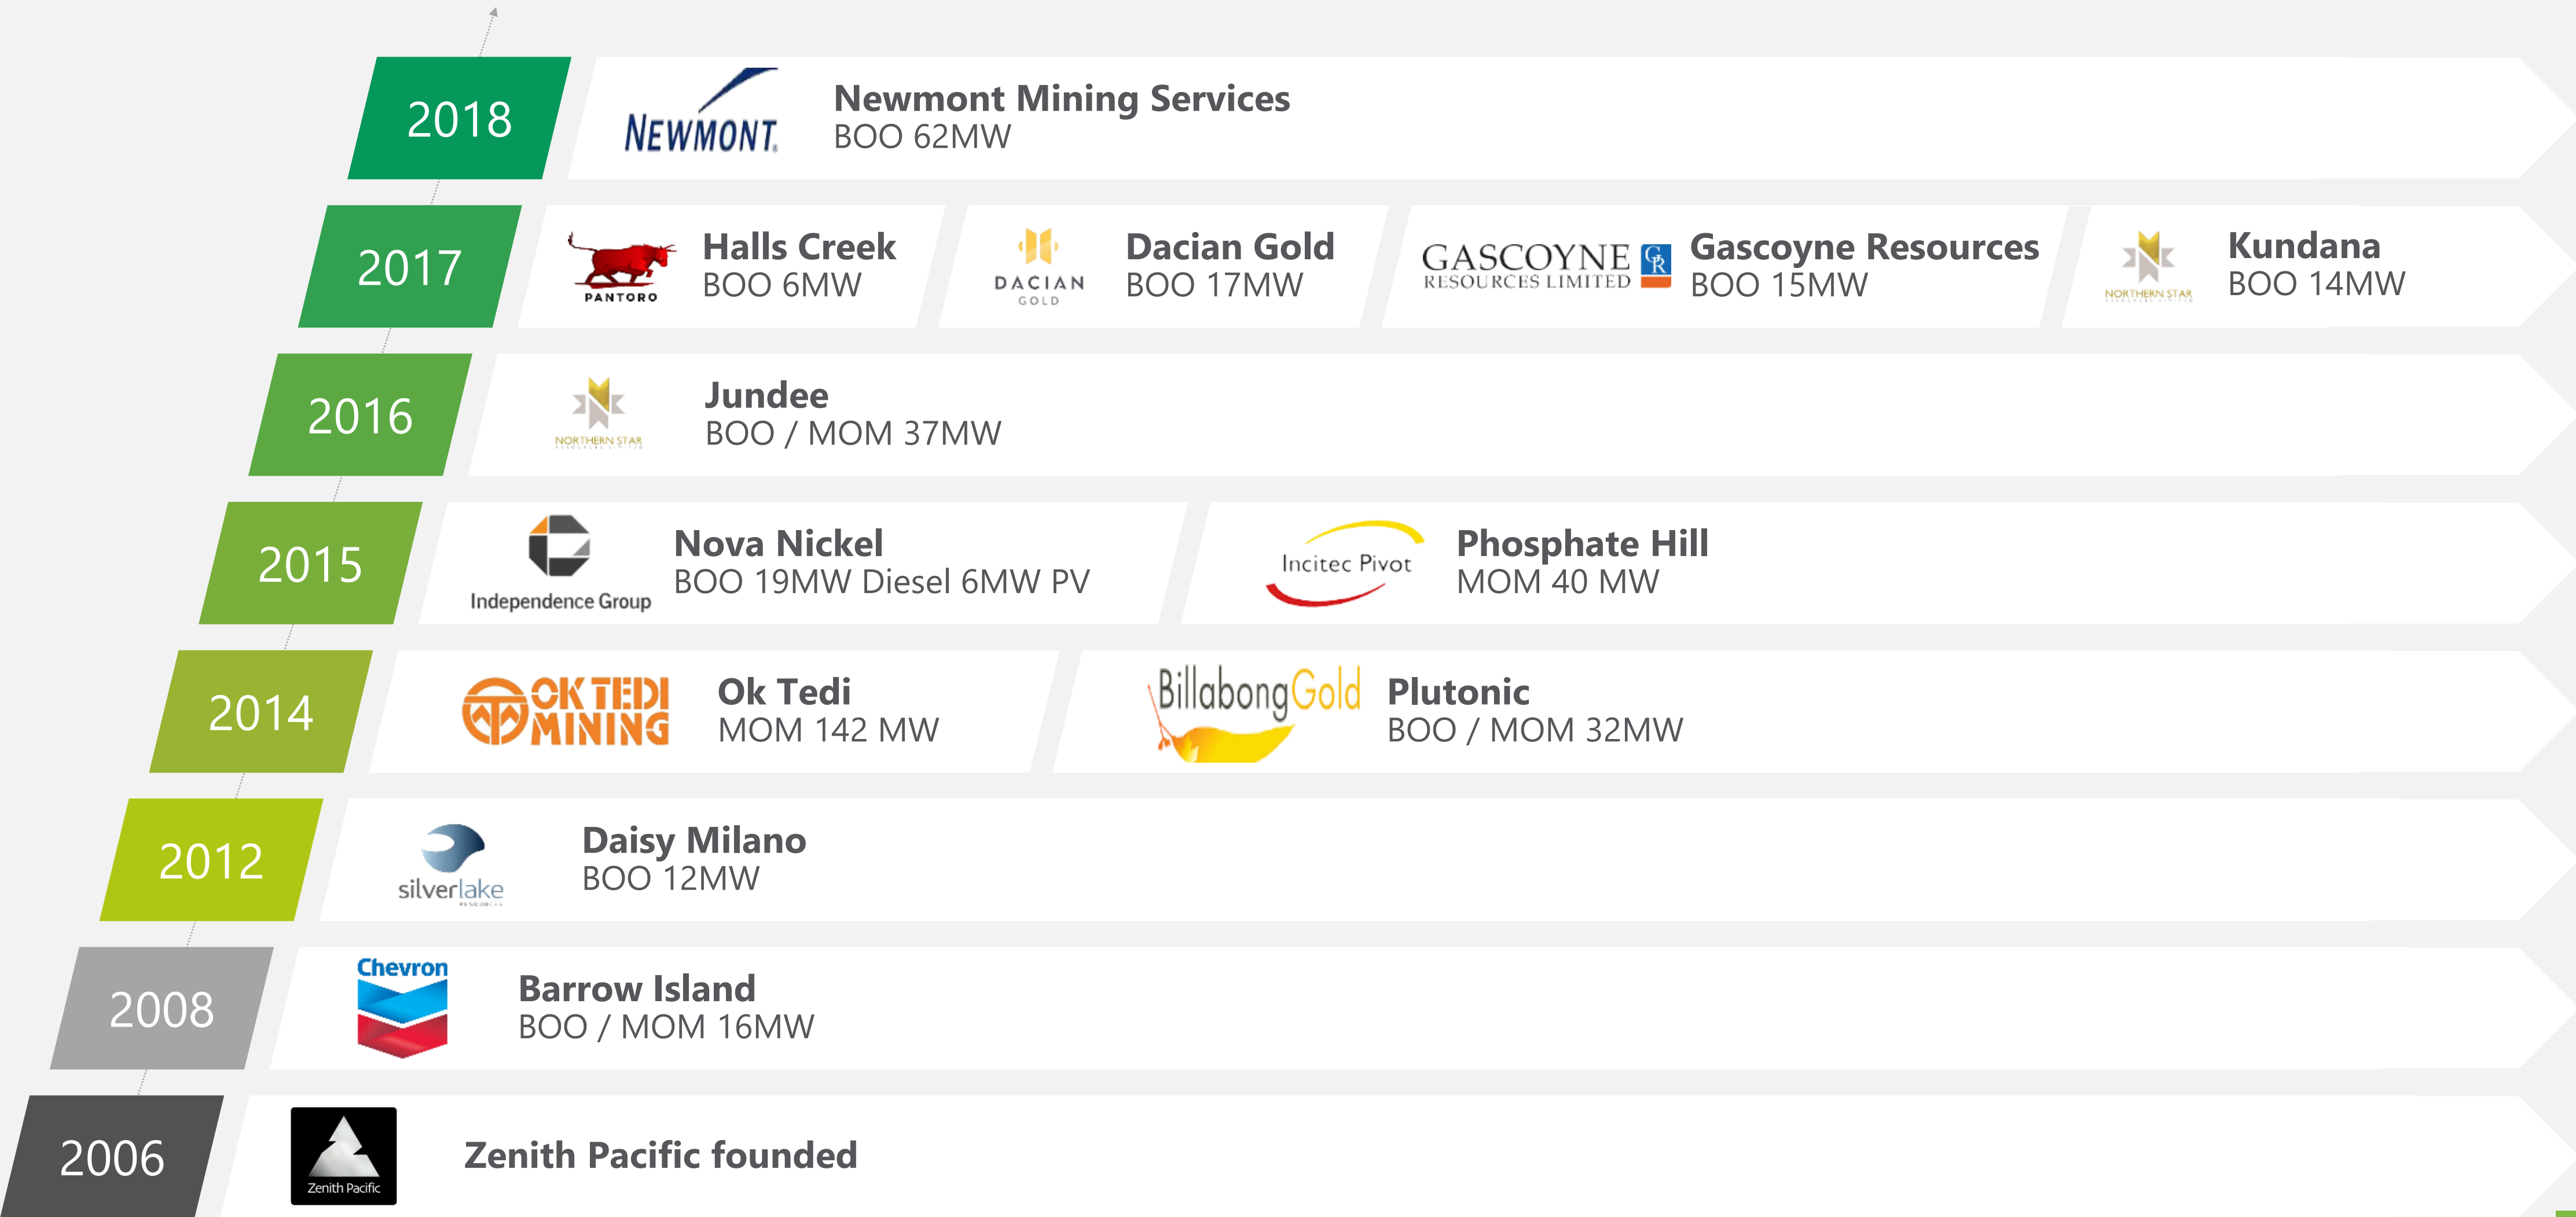 2018
NEWMONT.
Newmont Mining Services
BOO 62MW
2017
PANTORO
Halls Creek
BOO 6MW
DACIAN
GOLD
Dacian Gold
BOO 17MW
GASCOYNE
RESOURCES LIMITED
GR
Gascoyne Resources
BOO 15MW
NORTHERN STAR
Kundana
BOO 14MW
2016
NORTHERN STAR
Jundee
BOO / MOM 37MW
2015
Independence Group
Nova Nickel
BOO 19MW Diesel 6MW PV
Incitec Pivot
Phosphate Hill
MOM 40 MW
2014
OK TEDI
MINING
Ok Tedi
MOM 142 MW
BillabongGold
Plutonic
BOO / MOM 32MW
2012
silverlake
RESOURCES
Daisy Milano
BOO 12MW
2008
Chevron
Barrow Island
BOO / MOM 16MW
2006
Zenith Pacific
Zenith Pacific founded